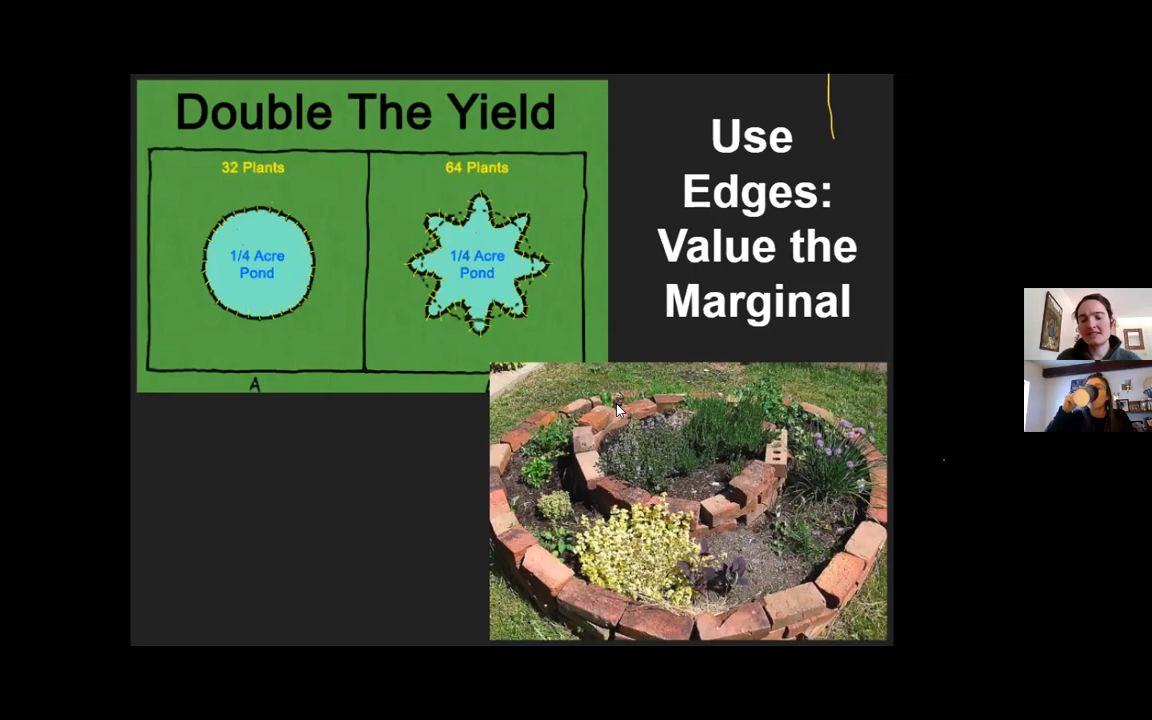 Double The Yield
32 Plants
64 Plants
1/4 Acre
Pond
1/4 Acre
Pond
A
Use
Edges:
Value the
Marginal